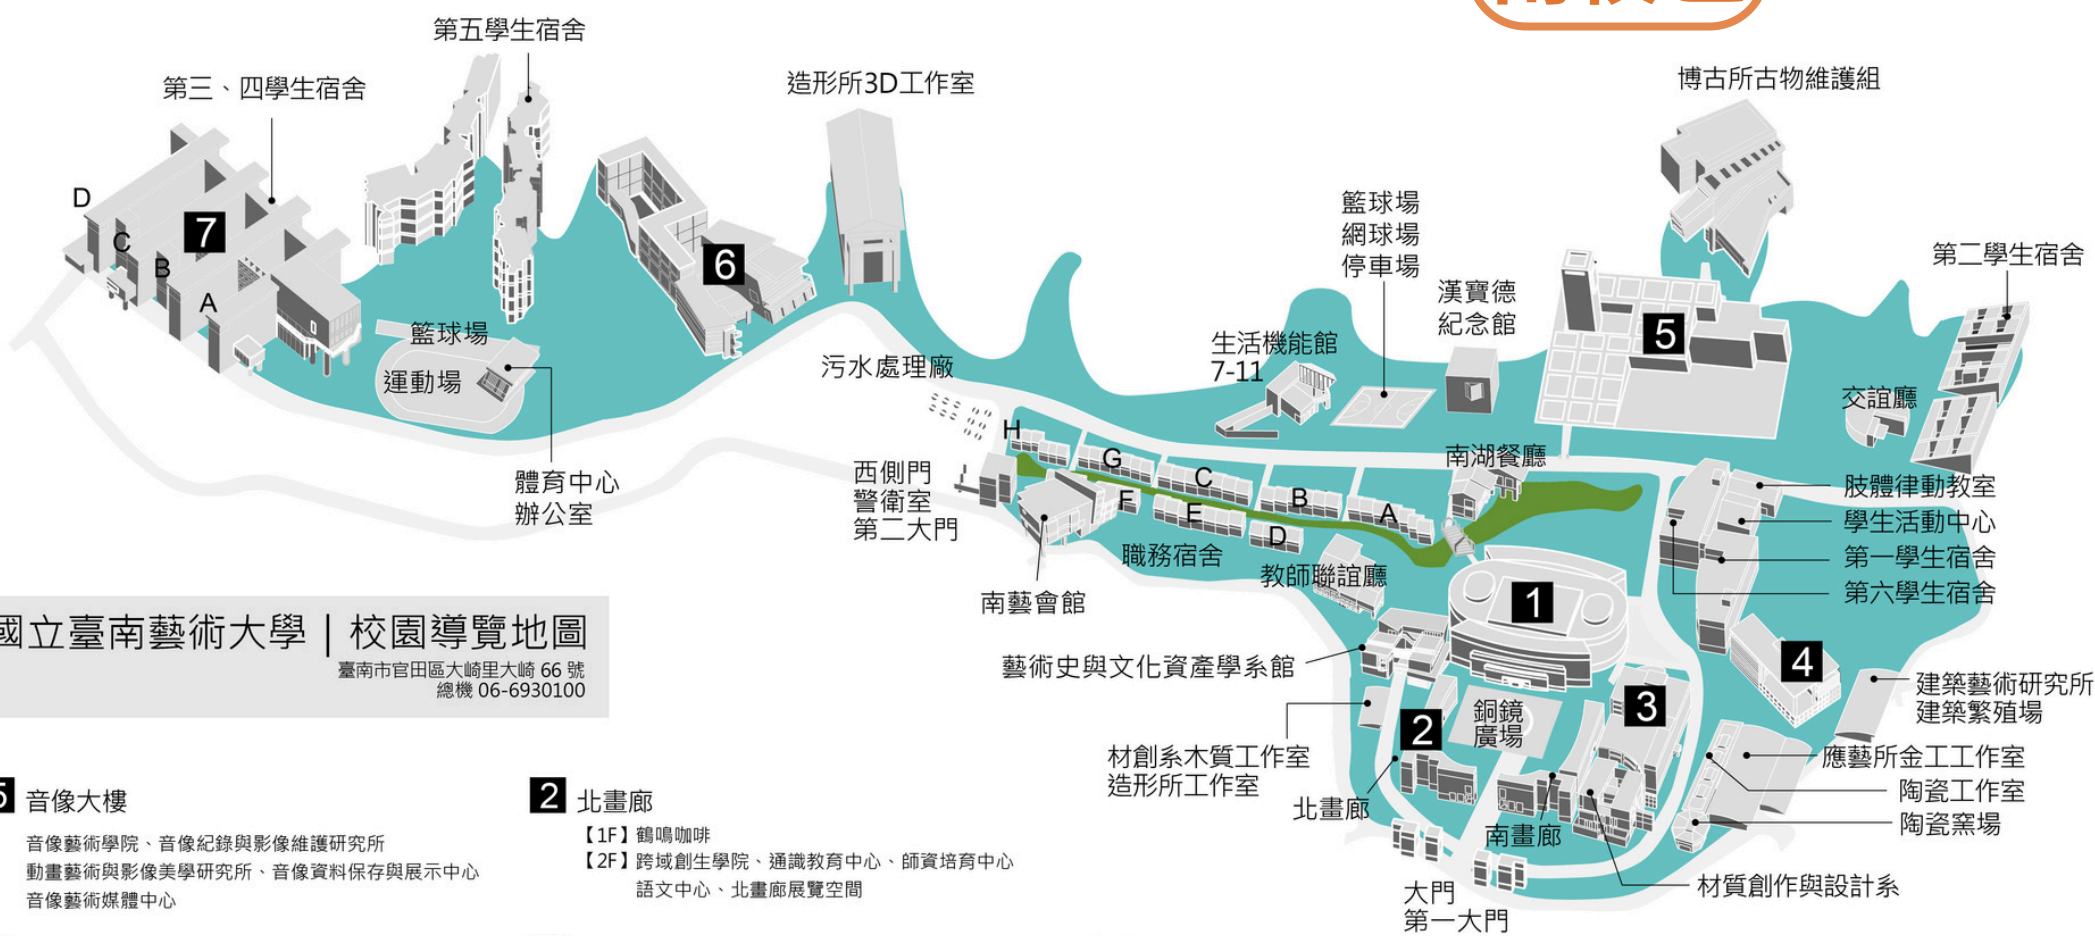 第五學生宿舍
第三、四學生宿舍
造形所3D工作室
博古所古物維護組
D
C
B
A
7
6
籃球場
網球場
停車場
漢寶德
紀念館
5
第二學生宿舍
籃球場
運動場
污水處理廠
生活機能館
7-11
交誼廳
體育中心
辦公室
西側門
警衛室
第二大門
H
G
C
B
A
F
E
D
南湖餐廳
肢體律動教室
學生活動中心
第一學生宿舍
第六學生宿舍
職務宿舍
教師聯誼廳
南藝會館
1
國立臺南藝術大學｜校園導覽地圖
臺南市官田區大崎里大崎 66 號
總機 06-6930100
藝術史與文化資產學系館
4
建築藝術研究所
建築繁殖場
2
銅鏡
廣場
3
材創系木質工作室
造形所工作室
應藝所金工工作室
陶瓷工作室
陶瓷窯場
北畫廊
南畫廊
材質創作與設計系
大門
第一大門
5 音像大樓
音像藝術學院、音像紀錄與影像維護研究所
動畫藝術與影像美學研究所、音像資料保存與展示中心
音像藝術媒體中心
2 北畫廊
【1F】鶴鳴咖啡
【2F】跨域創生學院、通識教育中心、師資培育中心
語文中心、北畫廊展覽空間